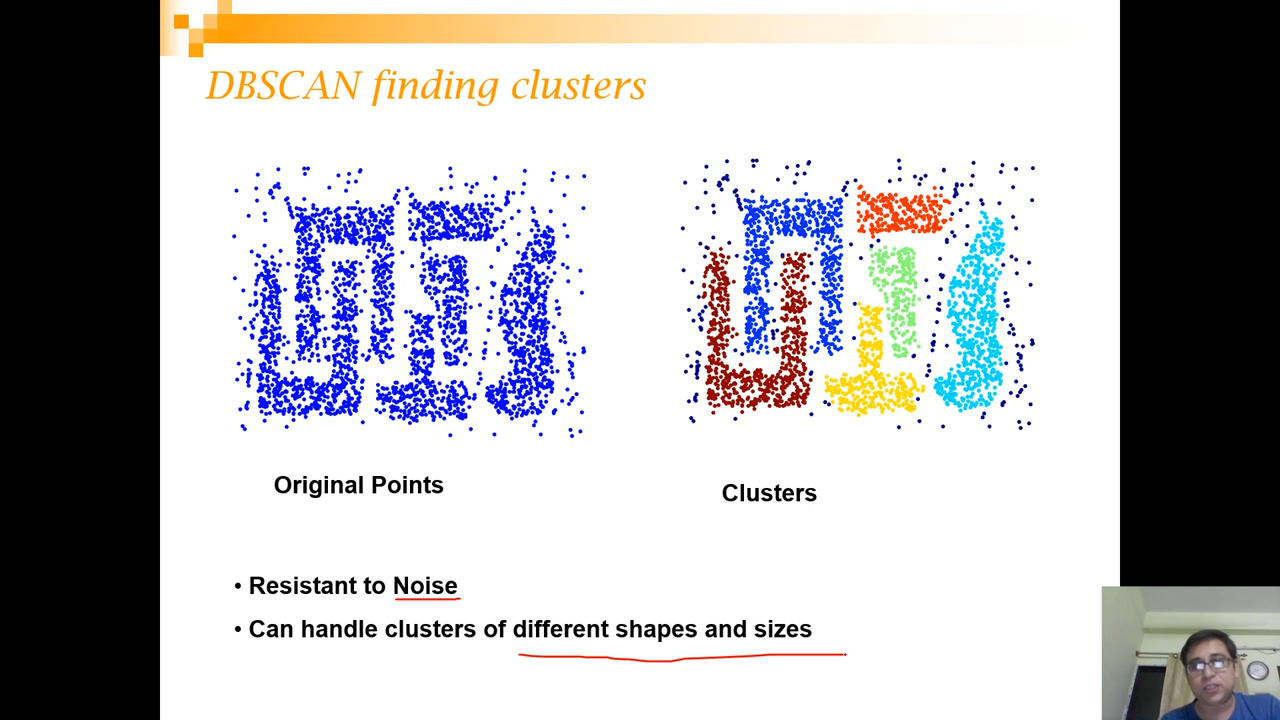 DBSCAN finding clusters
Original Points
Clusters
• Resistant to Noise
• Can handle clusters of different shapes and sizes